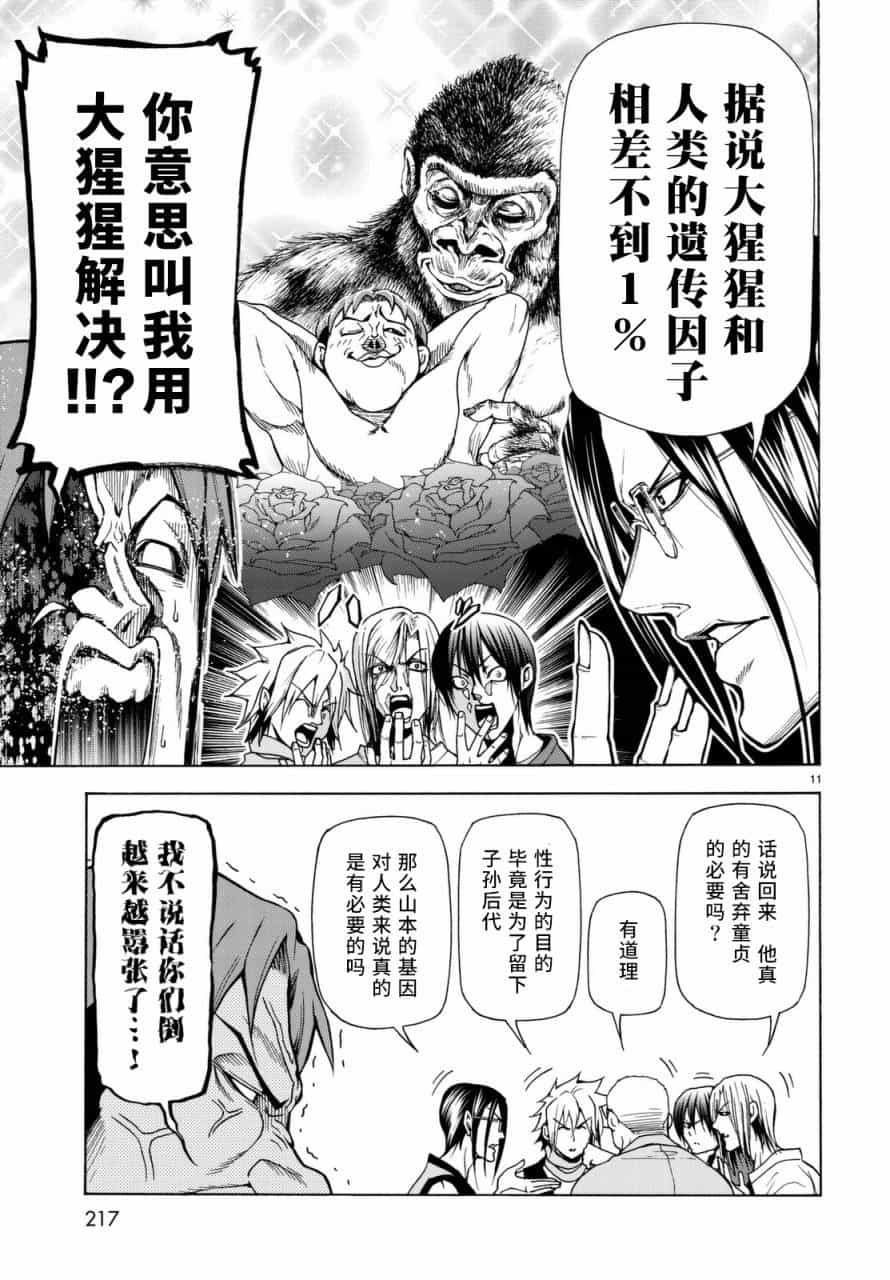 据说大猩猩和
人类的遗传因子
相差不到1%
你意思叫我用
大猩猩解决!!?
11
话说回来 他真
的有舍弃童贞
的必要吗?
有道理
性行为的目的
毕竟是为了留下
子孙后代
那么山本的基因
对人类来说真的
是有必要的吗
我不说话你们倒
越来越嚣张了…!
217